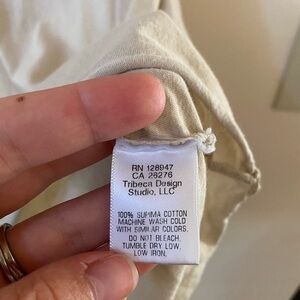 RN 128947
CA 26276
Tribeca Design
Studio, LLC
100% SUPIMA COTTON
MACHINE WASH COLD
WITH SIMILAR COLORS.
DO NOT BLEACH.
TUMBLE DRY LOW.
LOW IRON.